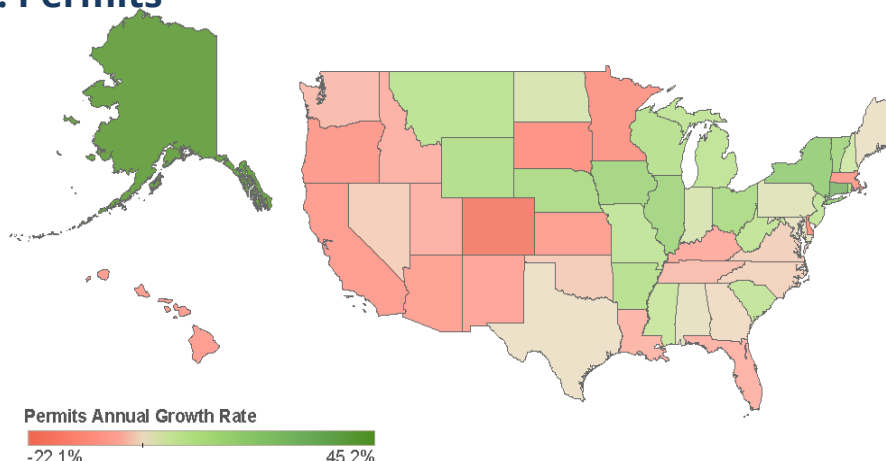 . Permits
Permits Annual Growth Rate
-22.1% 45.2%